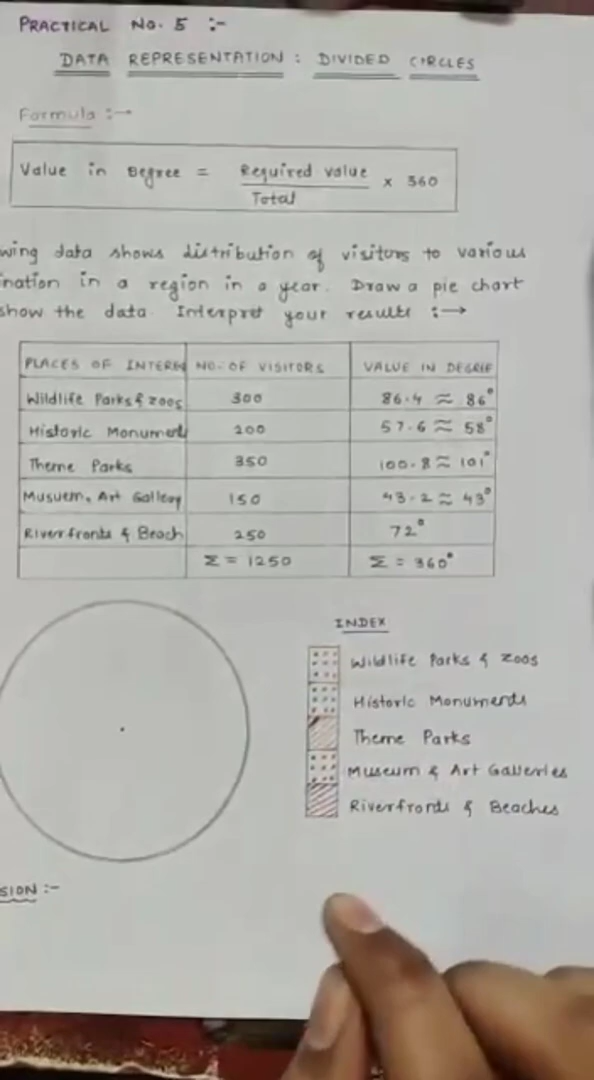 PRACTICAL NO. 5 :-
DATA REPRESENTATION : DIVIDED CIRCLES
Formula :→
Value in Degree = Required value / Total x 360
wing data shows distribution of visitors to various
nation in a region in a year. Draw a pie chart
show the data. Interpret your results :→
PLACES OF INTERE NO. OF VISITORS VALUE IN DEGREE
Wildlife Parks & zoos 300 86.4 ≈ 86°
Historic Monument 200 57.6 ≈ 58°
Theme Parks 350 100.8 ≈ 101°
Musuem, Art Gallery 150 43.2 ≈ 43°
Riverfronts & Beach 250 72°
Σ = 1250 Σ = 360°
INDEX
Wildlife Parks & Zoos
Historic Monuments
Theme Parks
Museum & Art Galleries
Riverfronts & Beaches
SION :-